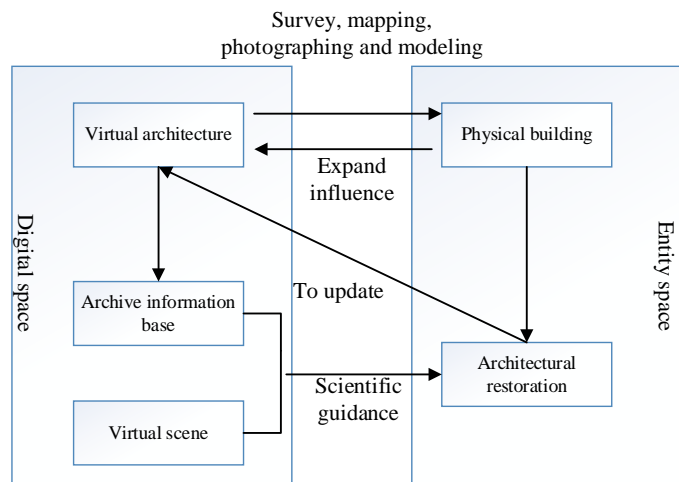 Survey, mapping,
photographing and modeling
Virtual architecture
Physical building
Expand
influence
Digital space
Entity space
To update
Archive information
base
Architectural
restoration
Scientific
guidance
Virtual scene